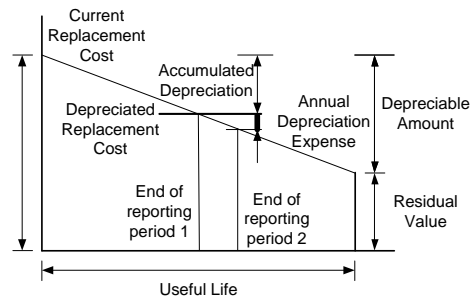 Current
Replacement
Cost
Accumulated
Depreciation
Depreciated
Replacement
Cost
Annual
Depreciation
Expense
Depreciable
Amount
End of
reporting
period 1
End of
reporting
period 2
Residual
Value
Useful Life